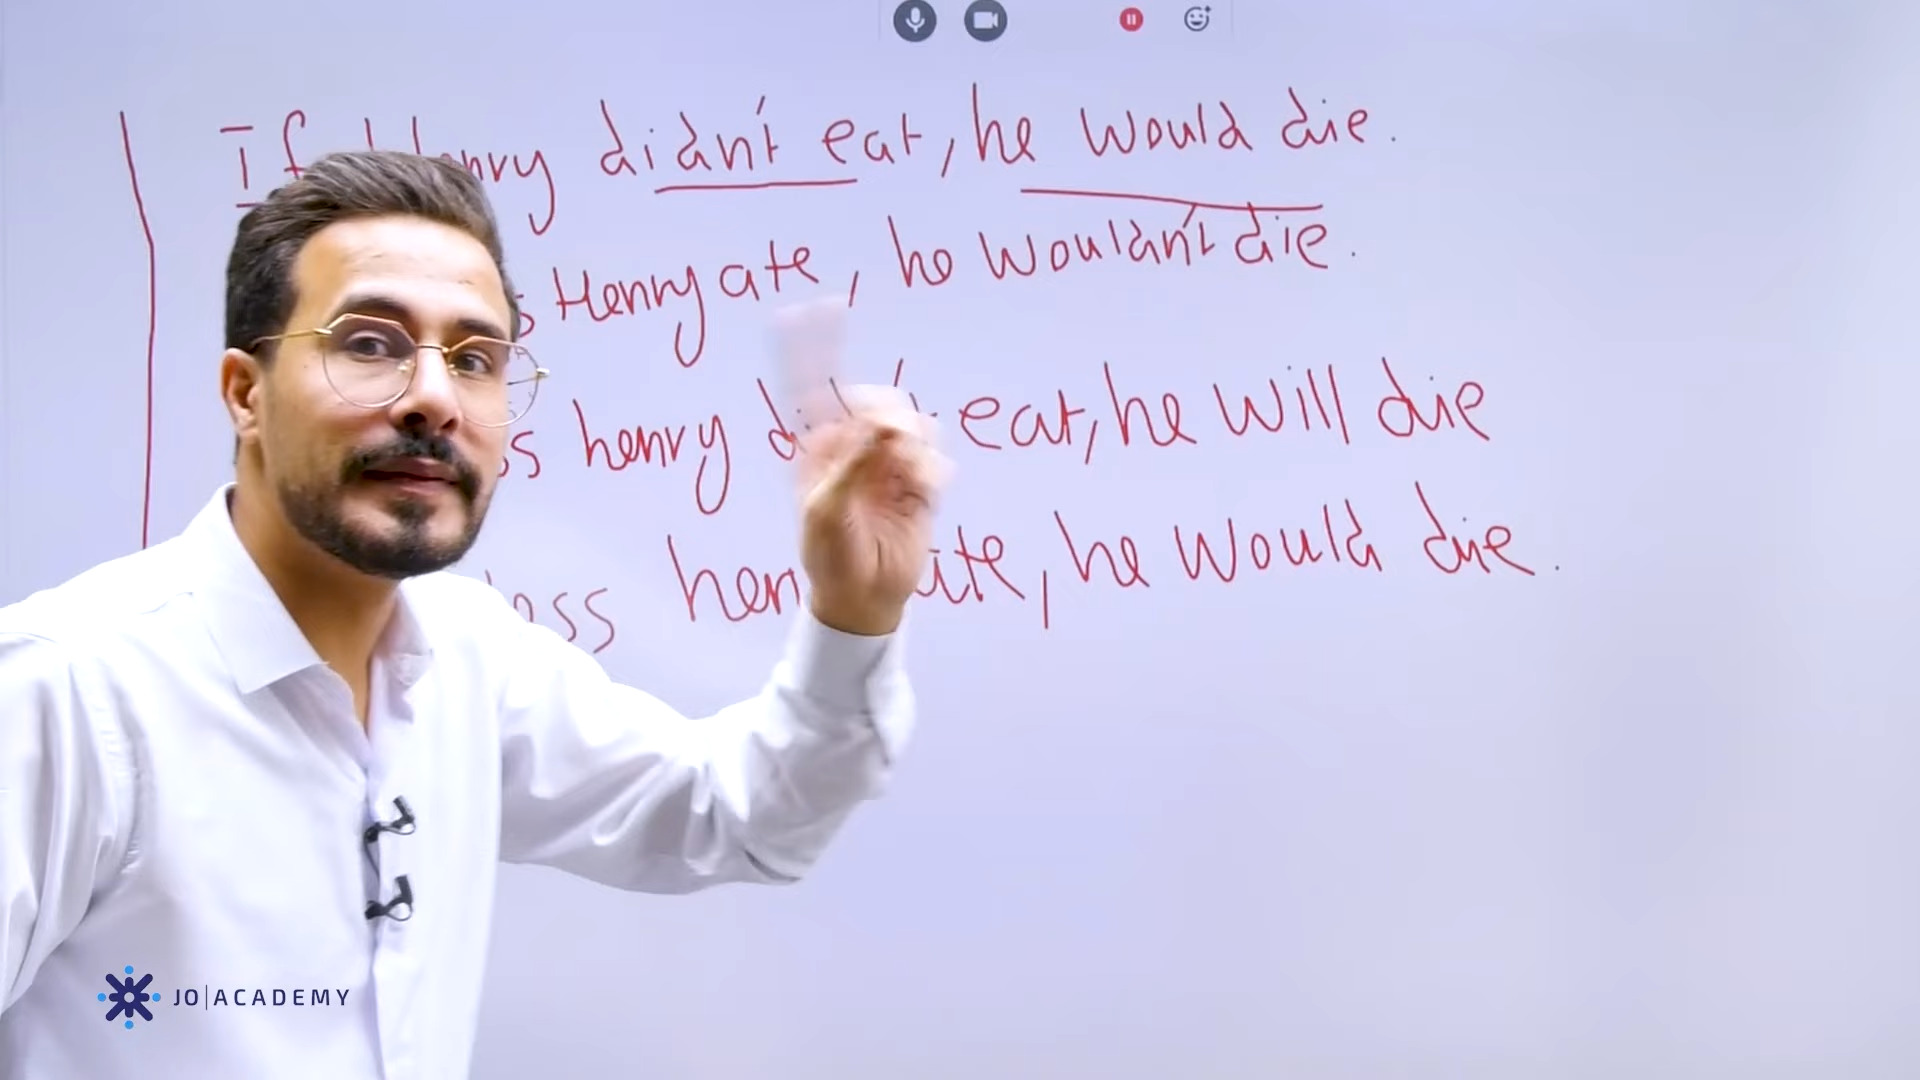 If Henry didn't eat, he would die.
Henry ate, he wouldn't die.
henry eat, he will die
he would die.
JO ACADEMY